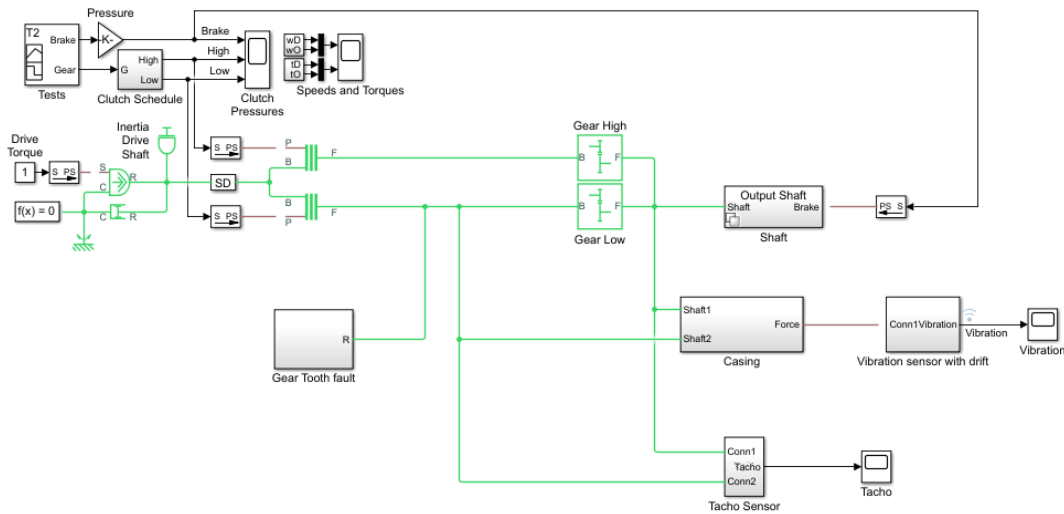 Pressure
T2
Brake
Gear
Tests
-K-
G
High
Low
Clutch Schedule
Brake
High
Low
Clutch
Pressures
wD
wO
tD
tO
Speeds and Torques
Drive
Torque
1
S PS
Inertia
Drive
Shaft
S
C
R
f(x) = 0
C
R
SD
S PS
P
B
F
S PS
B
P
F
Gear High
B
F
B
F
Gear Low
Output Shaft
Shaft
Brake
Shaft
PS S
R
Gear Tooth fault
Shaft1
Shaft2
Force
Casing
Conn1
Vibration
Vibration sensor with drift
Vibration
Vibration
Conn1
Tacho
Conn2
Tacho Sensor
Tacho